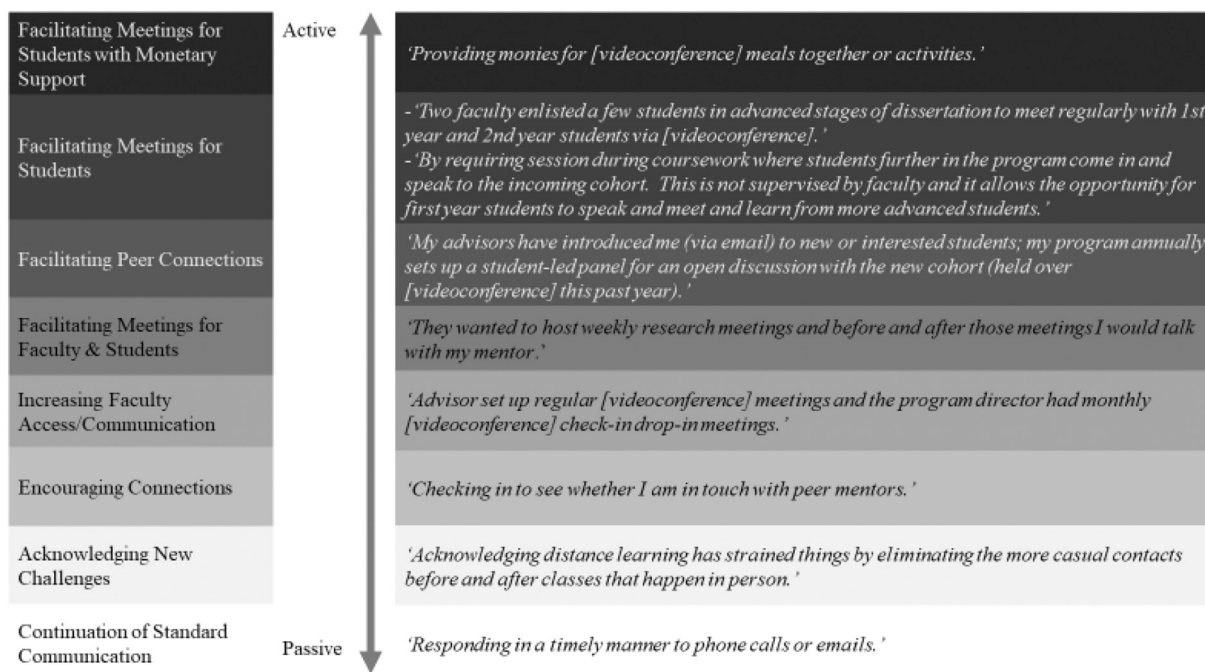 Facilitating Meetings for
Students with Monetary
Support
Active
‘Providing monies for [videoconference] meals together or activities.’
Facilitating Meetings for
Students
-‘Two faculty enlisted a few students in advanced stages of dissertation to meet regularly with 1st
year and 2nd year students via [videoconference].’
-‘By requiring session during coursework where students further in the program come in and
speak to the incoming cohort.  This is not supervised by faculty and it allows the opportunity for
first year students to speak and meet and learn from more advanced students.’
Facilitating Peer Connections
‘My advisors have introduced me (via email) to new or interested students; my program annually
sets up a student-led panel for an open discussion with the new cohort (held over
[videoconference] this past year).’
Facilitating Meetings for
Faculty & Students
‘They wanted to host weekly research meetings and before and after those meetings I would talk
with my mentor.’
Increasing Faculty
Access/Communication
‘Advisor set up regular [videoconference] meetings and the program director had monthly
[videoconference] check-in drop-in meetings.’
Encouraging Connections
‘Checking in to see whether I am in touch with peer mentors.’
Acknowledging New
Challenges
‘Acknowledging distance learning has strained things by eliminating the more casual contacts
before and after classes that happen in person.’
Continuation of Standard
Communication
Passive
‘Responding in a timely manner to phone calls or emails.’